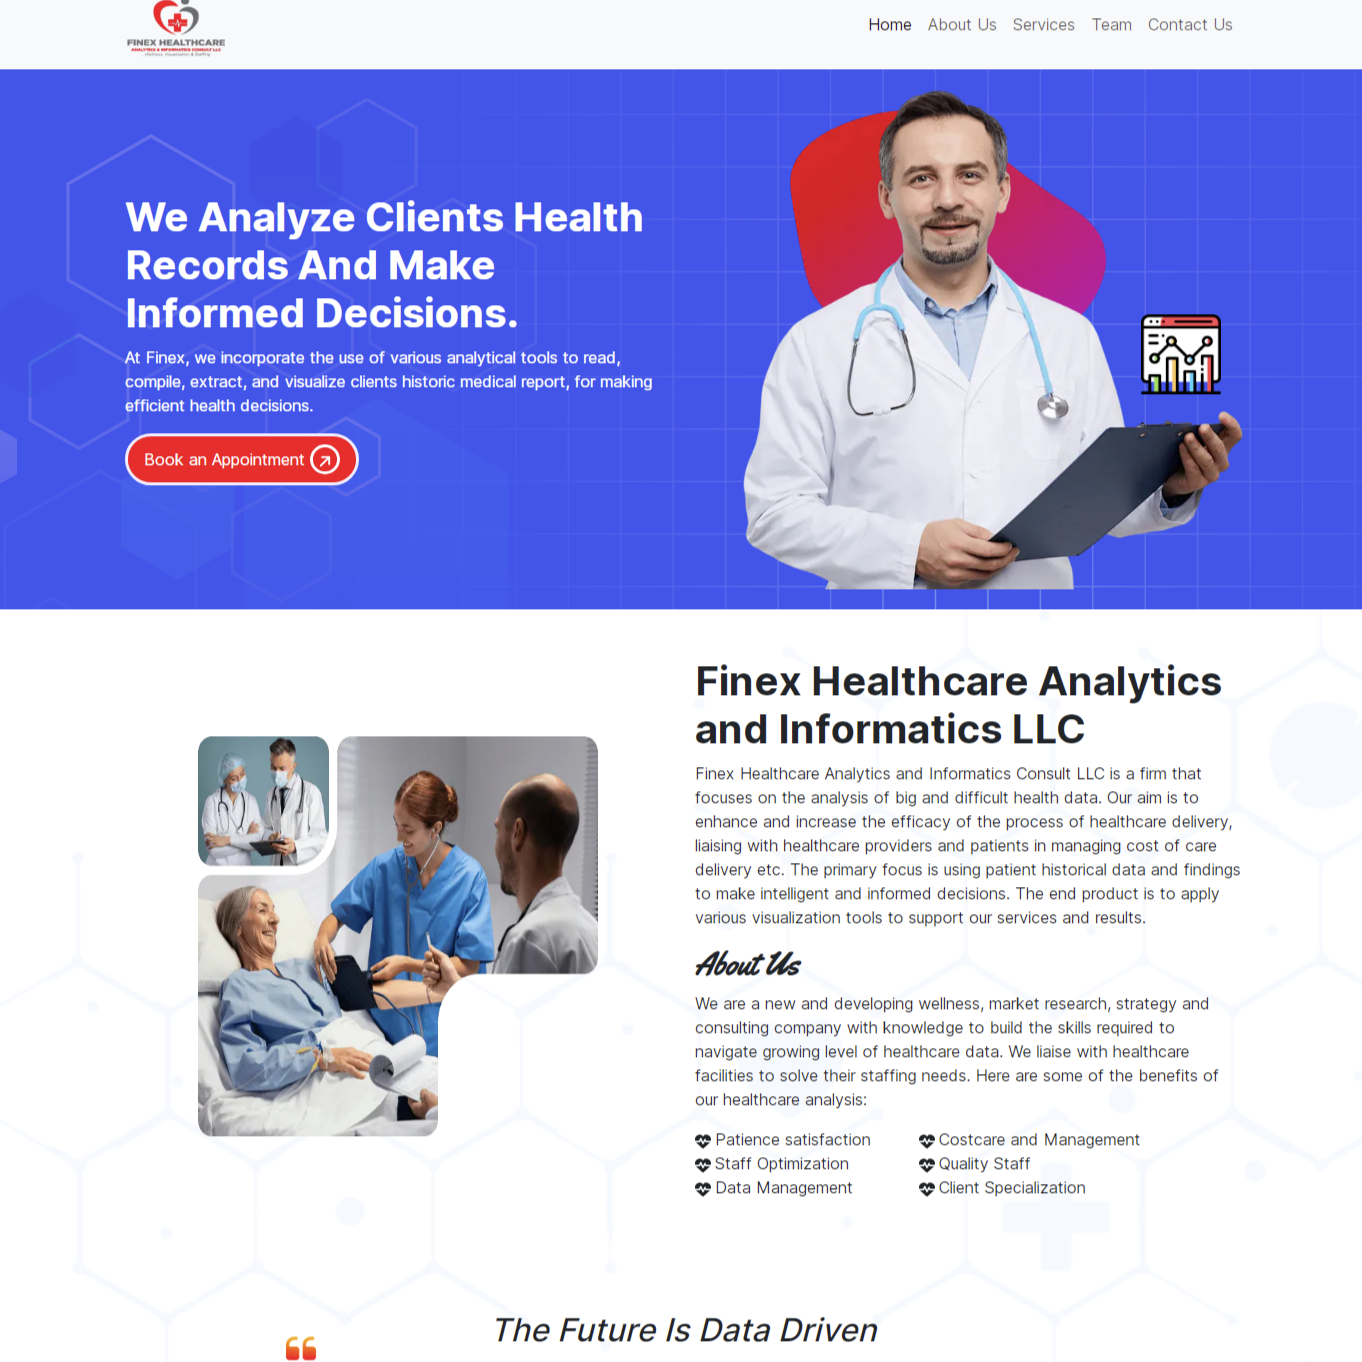 FINEX HEALTHCARE
ANALYTICS & INFORMATICS CONSULT LLC
Home About Us Services Team Contact Us
We Analyze Clients Health
Records And Make
Informed Decisions.
At Finex, we incorporate the use of various analytical tools to read,
compile, extract, and visualize clients historic medical report, for making
efficient health decisions.
Book an Appointment
Finex Healthcare Analytics
and Informatics LLC
Finex Healthcare Analytics and Informatics Consult LLC is a firm that
focuses on the analysis of big and difficult health data. Our aim is to
enhance and increase the efficacy of the process of healthcare delivery,
liaising with healthcare providers and patients in managing cost of care
delivery etc. The primary focus is using patient historical data and findings
to make intelligent and informed decisions. The end product is to apply
various visualization tools to support our services and results.
About Us
We are a new and developing wellness, market research, strategy and
consulting company with knowledge to build the skills required to
navigate growing level of healthcare data. We liaise with healthcare
facilities to solve their staffing needs. Here are some of the benefits of
our healthcare analysis:
Patience satisfaction
Staff Optimization
Data Management
Costcare and Management
Quality Staff
Client Specialization
The Future Is Data Driven